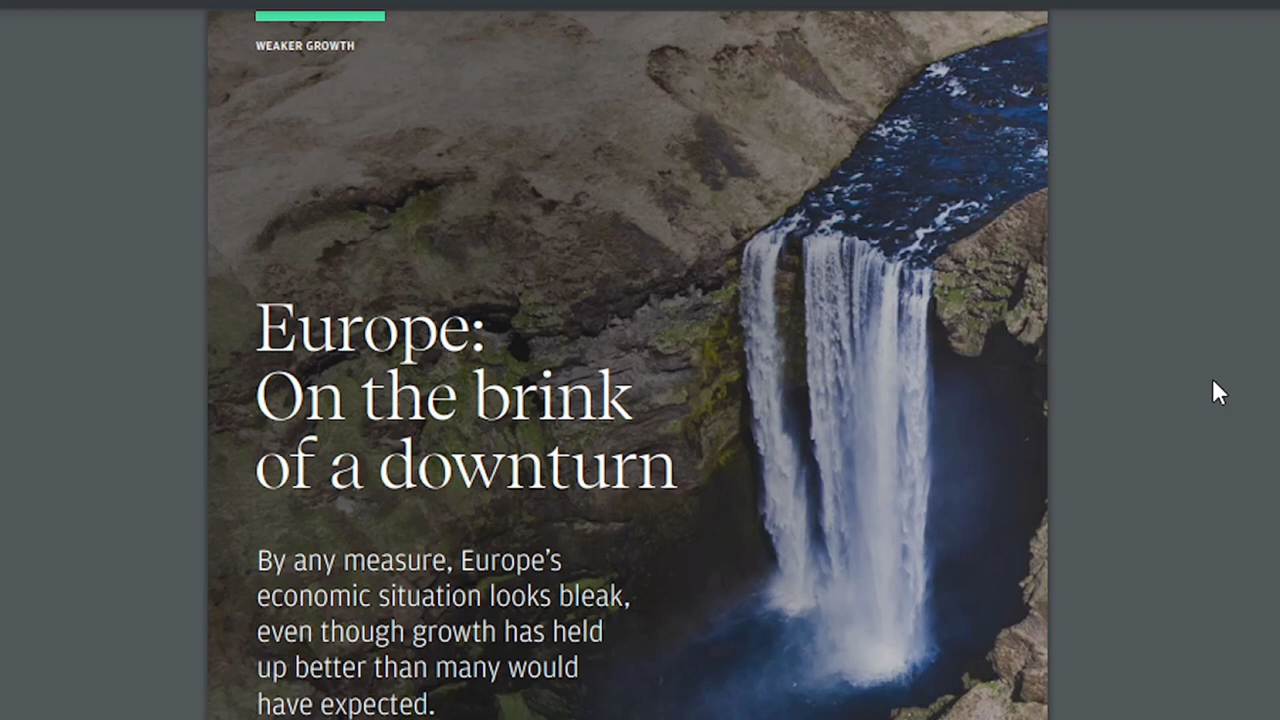 WEAKER GROWTH
Europe:
On the brink
of a downturn
By any measure, Europe’s
economic situation looks bleak,
even though growth has held
up better than many would
have expected.